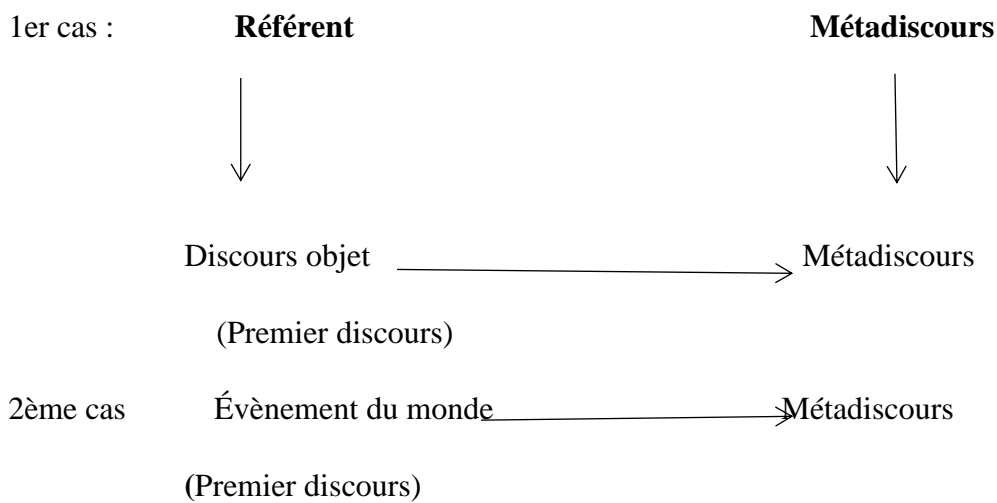 1er cas : Référent Métadiscours
Discours objet Métadiscours
(Premier discours)
2ème cas Évènement du monde Métadiscours
(Premier discours)